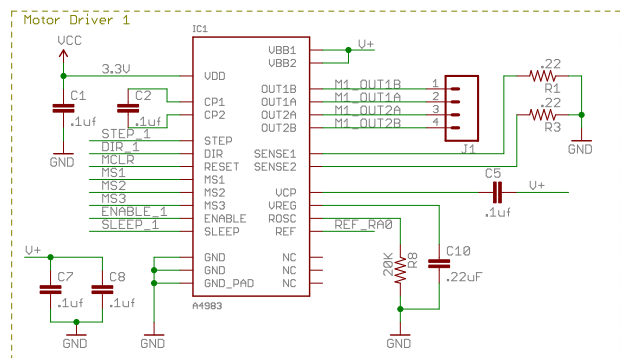 Motor Driver 1
IC1
VCC
3.3V
VDD
VBB1
V+
VBB2
C1
.1uf
C2
.1uf
CP1
CP2
OUT1B
M1_OUT1B
1
OUT1A
M1_OUT1A
2
OUT2A
M1_OUT2A
3
OUT2B
M1_OUT2B
4
J1
.22
R1
.22
R3
GND
GND
STEP_1
STEP
DIR_1
DIR
SENSE1
MCLR
RESET
SENSE2
MS1
MS1
MS2
MS2
VCP
C5
.1uf
V+
MS3
MS3
VREG
ENABLE_1
ENABLE
ROSC
SLEEP_1
SLEEP
REF
REF_RA0
V+
GND
NC
GND
NC
GND_PAD
NC
C7
.1uf
C8
.1uf
20K
R8
C10
.22uF
A4983
GND
GND
GND